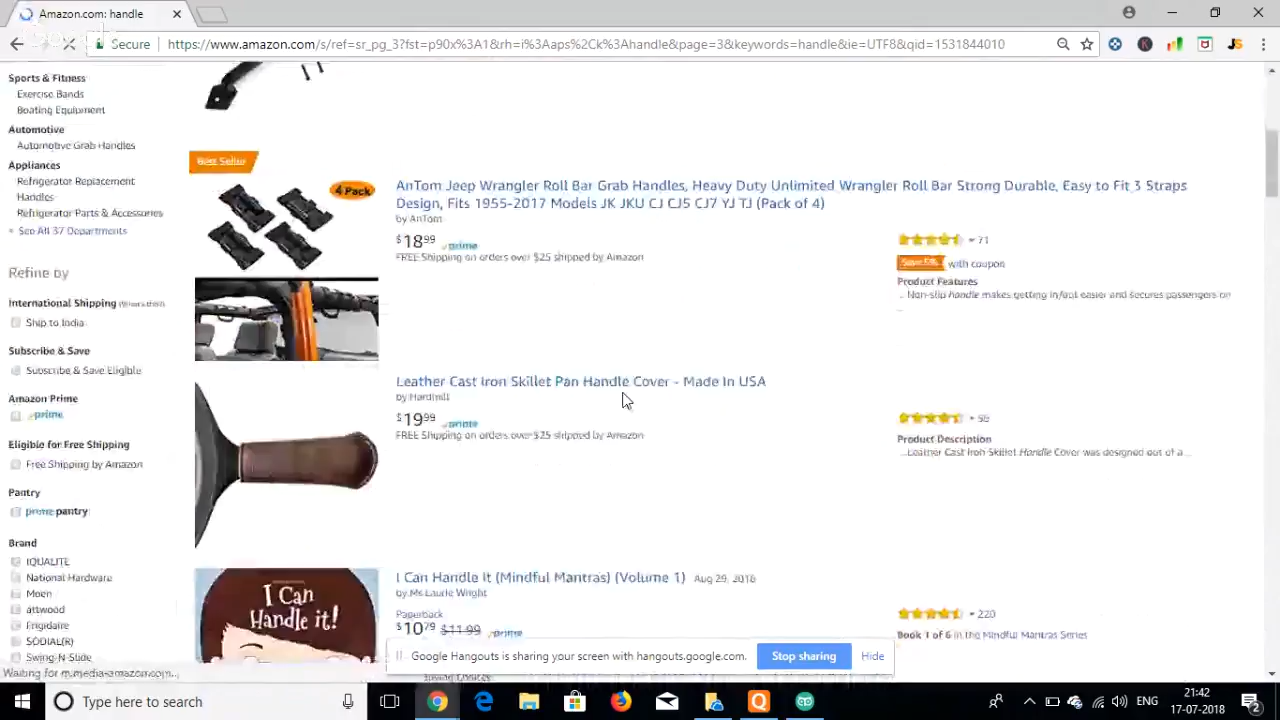 Amazon.com: handle
Secure
https://www.amazon.com/s/ref=sr_pg_3?fst=p90x%3A1&rh=i%3Aaps%2Ck%3Ahandle&page=3&keywords=handle&ie=UTF8&qid=1531844010
Sports & Fitness
Exercise Bands
Boating Equipment
Automotive
Automotive Grab Handles
Appliances
Refrigerator Replacement
Handles
Refrigerator Parts & Accessories
See All 37 Departments
Refine by
International Shipping (What's this?)
Ship to India
Subscribe & Save
Subscribe & Save Eligible
Amazon Prime
prime
Eligible for Free Shipping
Free Shipping by Amazon
Pantry
prime pantry
Brand
IQUALITE
National Hardware
Moen
attwood
Frigidaire
SODIAL(R)
Swing-N-Slide
Best Seller
4 Pack
AnTom Jeep Wrangler Roll Bar Grab Handles, Heavy Duty Unlimited Wrangler Roll Bar Strong Durable, Easy to Fit 3 Straps
Design, Fits 1955-2017 Models JK JKU CJ CJ5 CJ7 YJ TJ (Pack of 4)
by AnTom
$18 99 prime
FREE Shipping on orders over $25 shipped by Amazon
71
Save 5% with coupon
Product Features
... Non-slip handle makes getting in/out easier and secures passengers on
...
Leather Cast Iron Skillet Pan Handle Cover - Made In USA
by Hardmill
$19 99 prime
FREE Shipping on orders over $25 shipped by Amazon
Product Description
...Leather Cast Iron Skillet Handle Cover was designed out of a...
I Can
Handle it!
I Can Handle It (Mindful Mantras) (Volume 1) Aug 29, 2016
by Ms Laurie Wright
Paperback
$10 79 $11.99 prime
220
Book 1 of 6 in the Mindful Mantras Series
Google Hangouts is sharing your screen with hangouts.google.com.
Stop sharing
Hide
Waiting for m.media-amazon.com...
Type here to search
ENG
21:42
17-07-2018
2